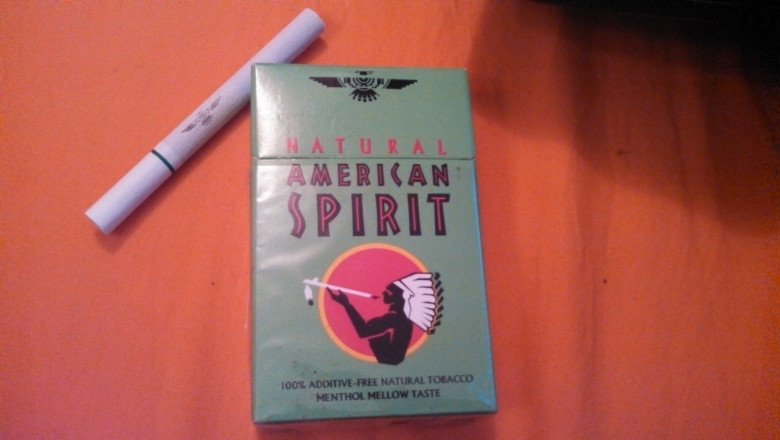 NATURAL
AMERICAN
SPIRIT
100% ADDITIVE-FREE NATURAL TOBACCO
MENTHOL MELLOW TASTE